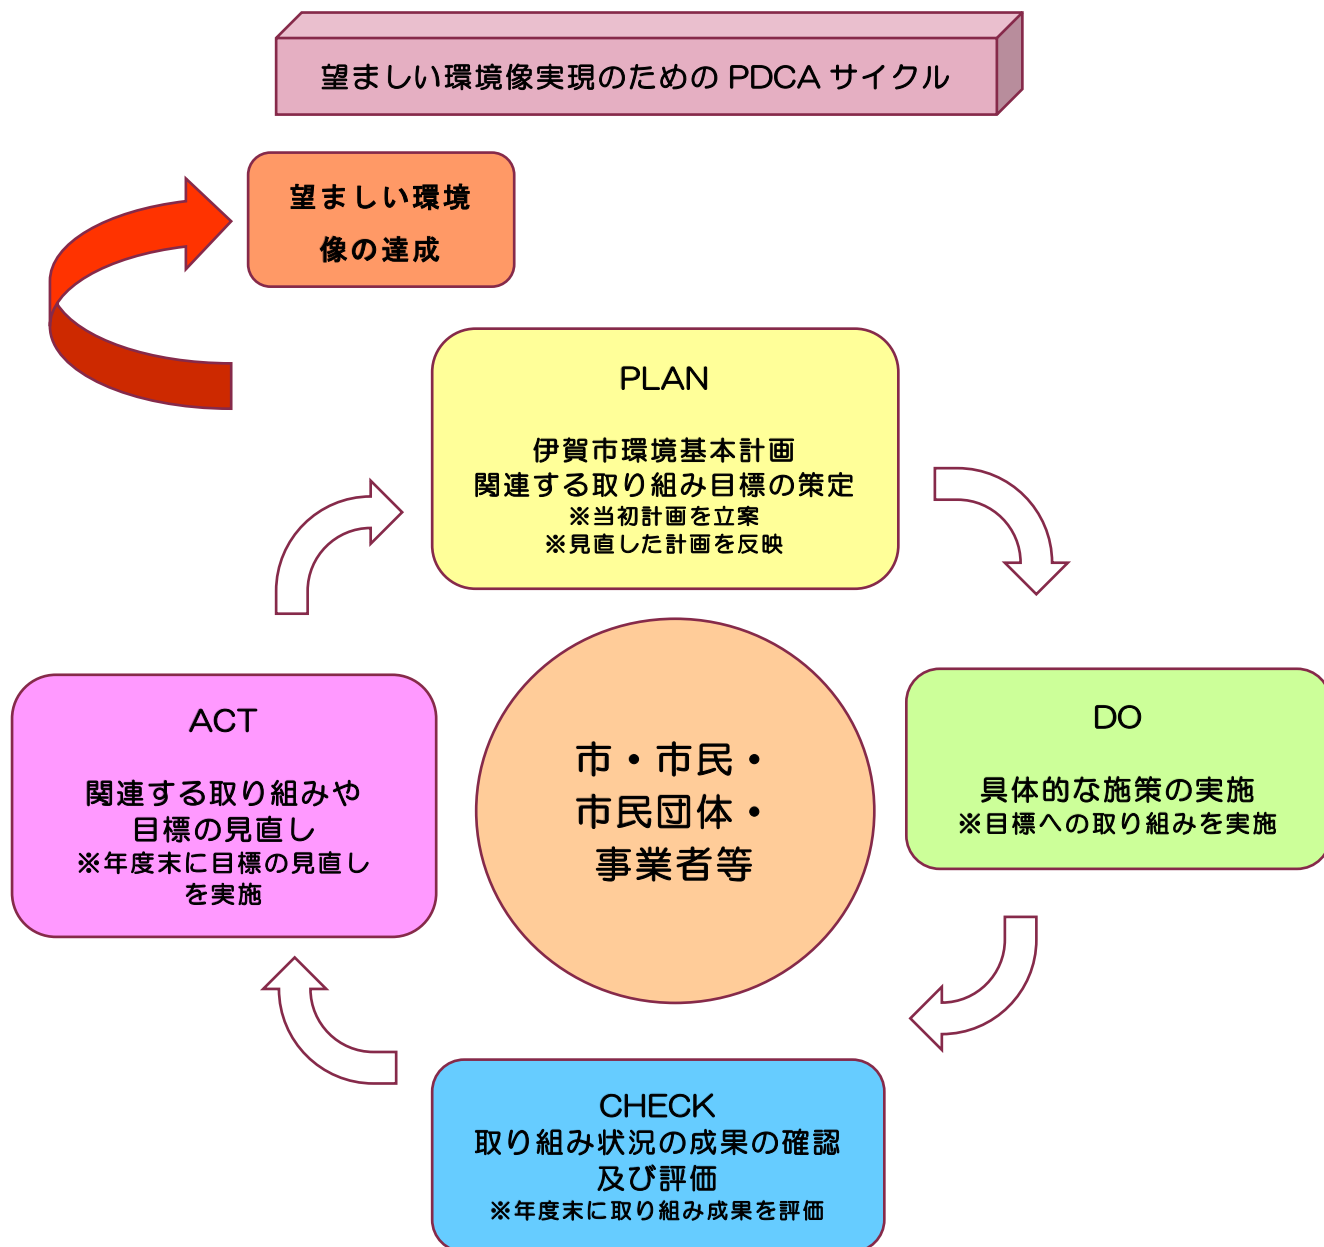 望ましい環境像実現のための PDCA サイクル
望ましい環境
像の達成
PLAN
伊賀市環境基本計画
関連する取り組み目標の策定
※当初計画を立案
※見直した計画を反映
ACT
関連する取り組みや
目標の見直し
※年度末に目標の見直し
を実施
市・市民・
市民団体・
事業者等
DO
具体的な施策の実施
※目標への取り組みを実施
CHECK
取り組み状況の成果の確認
及び評価
※年度末に取り組み成果を評価